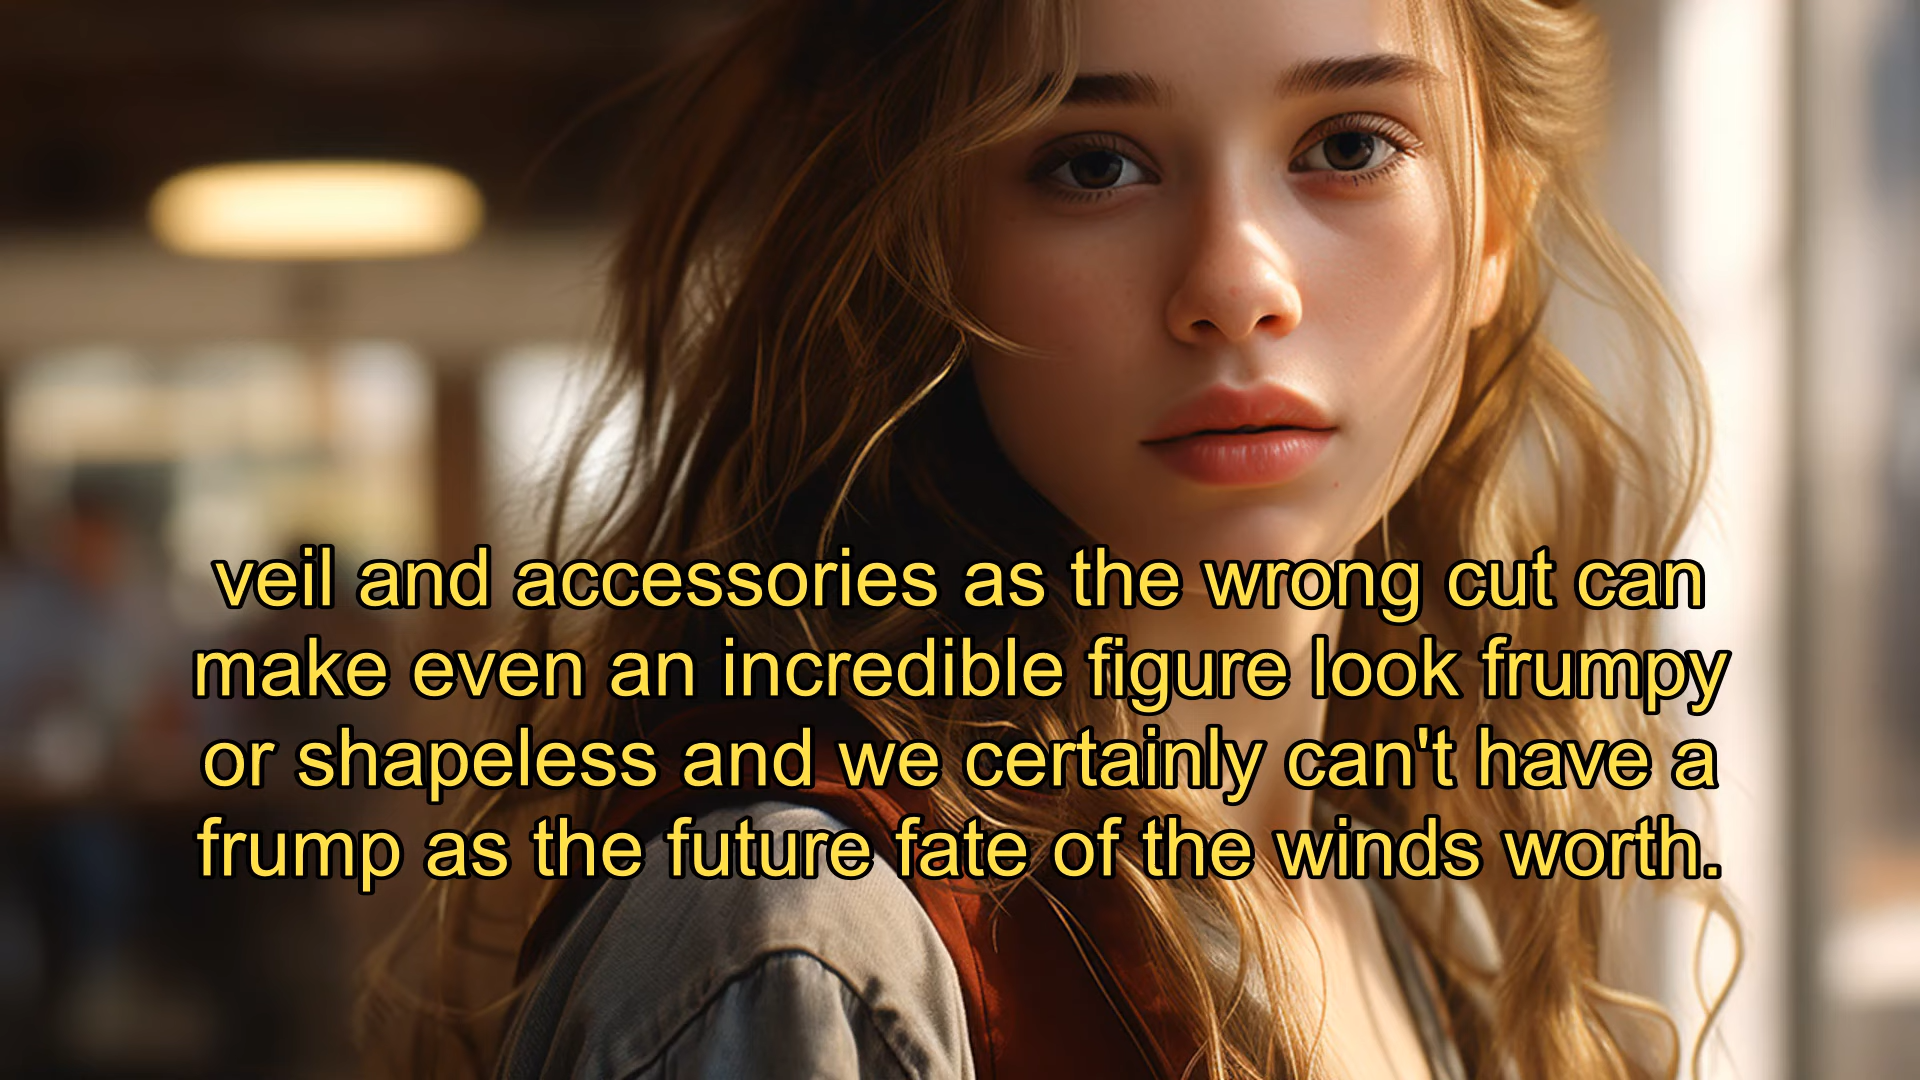 veil and accessories as the wrong cut can
make even an incredible figure look frumpy
or shapeless and we certainly can't have a
frump as the future fate of the winds worth.